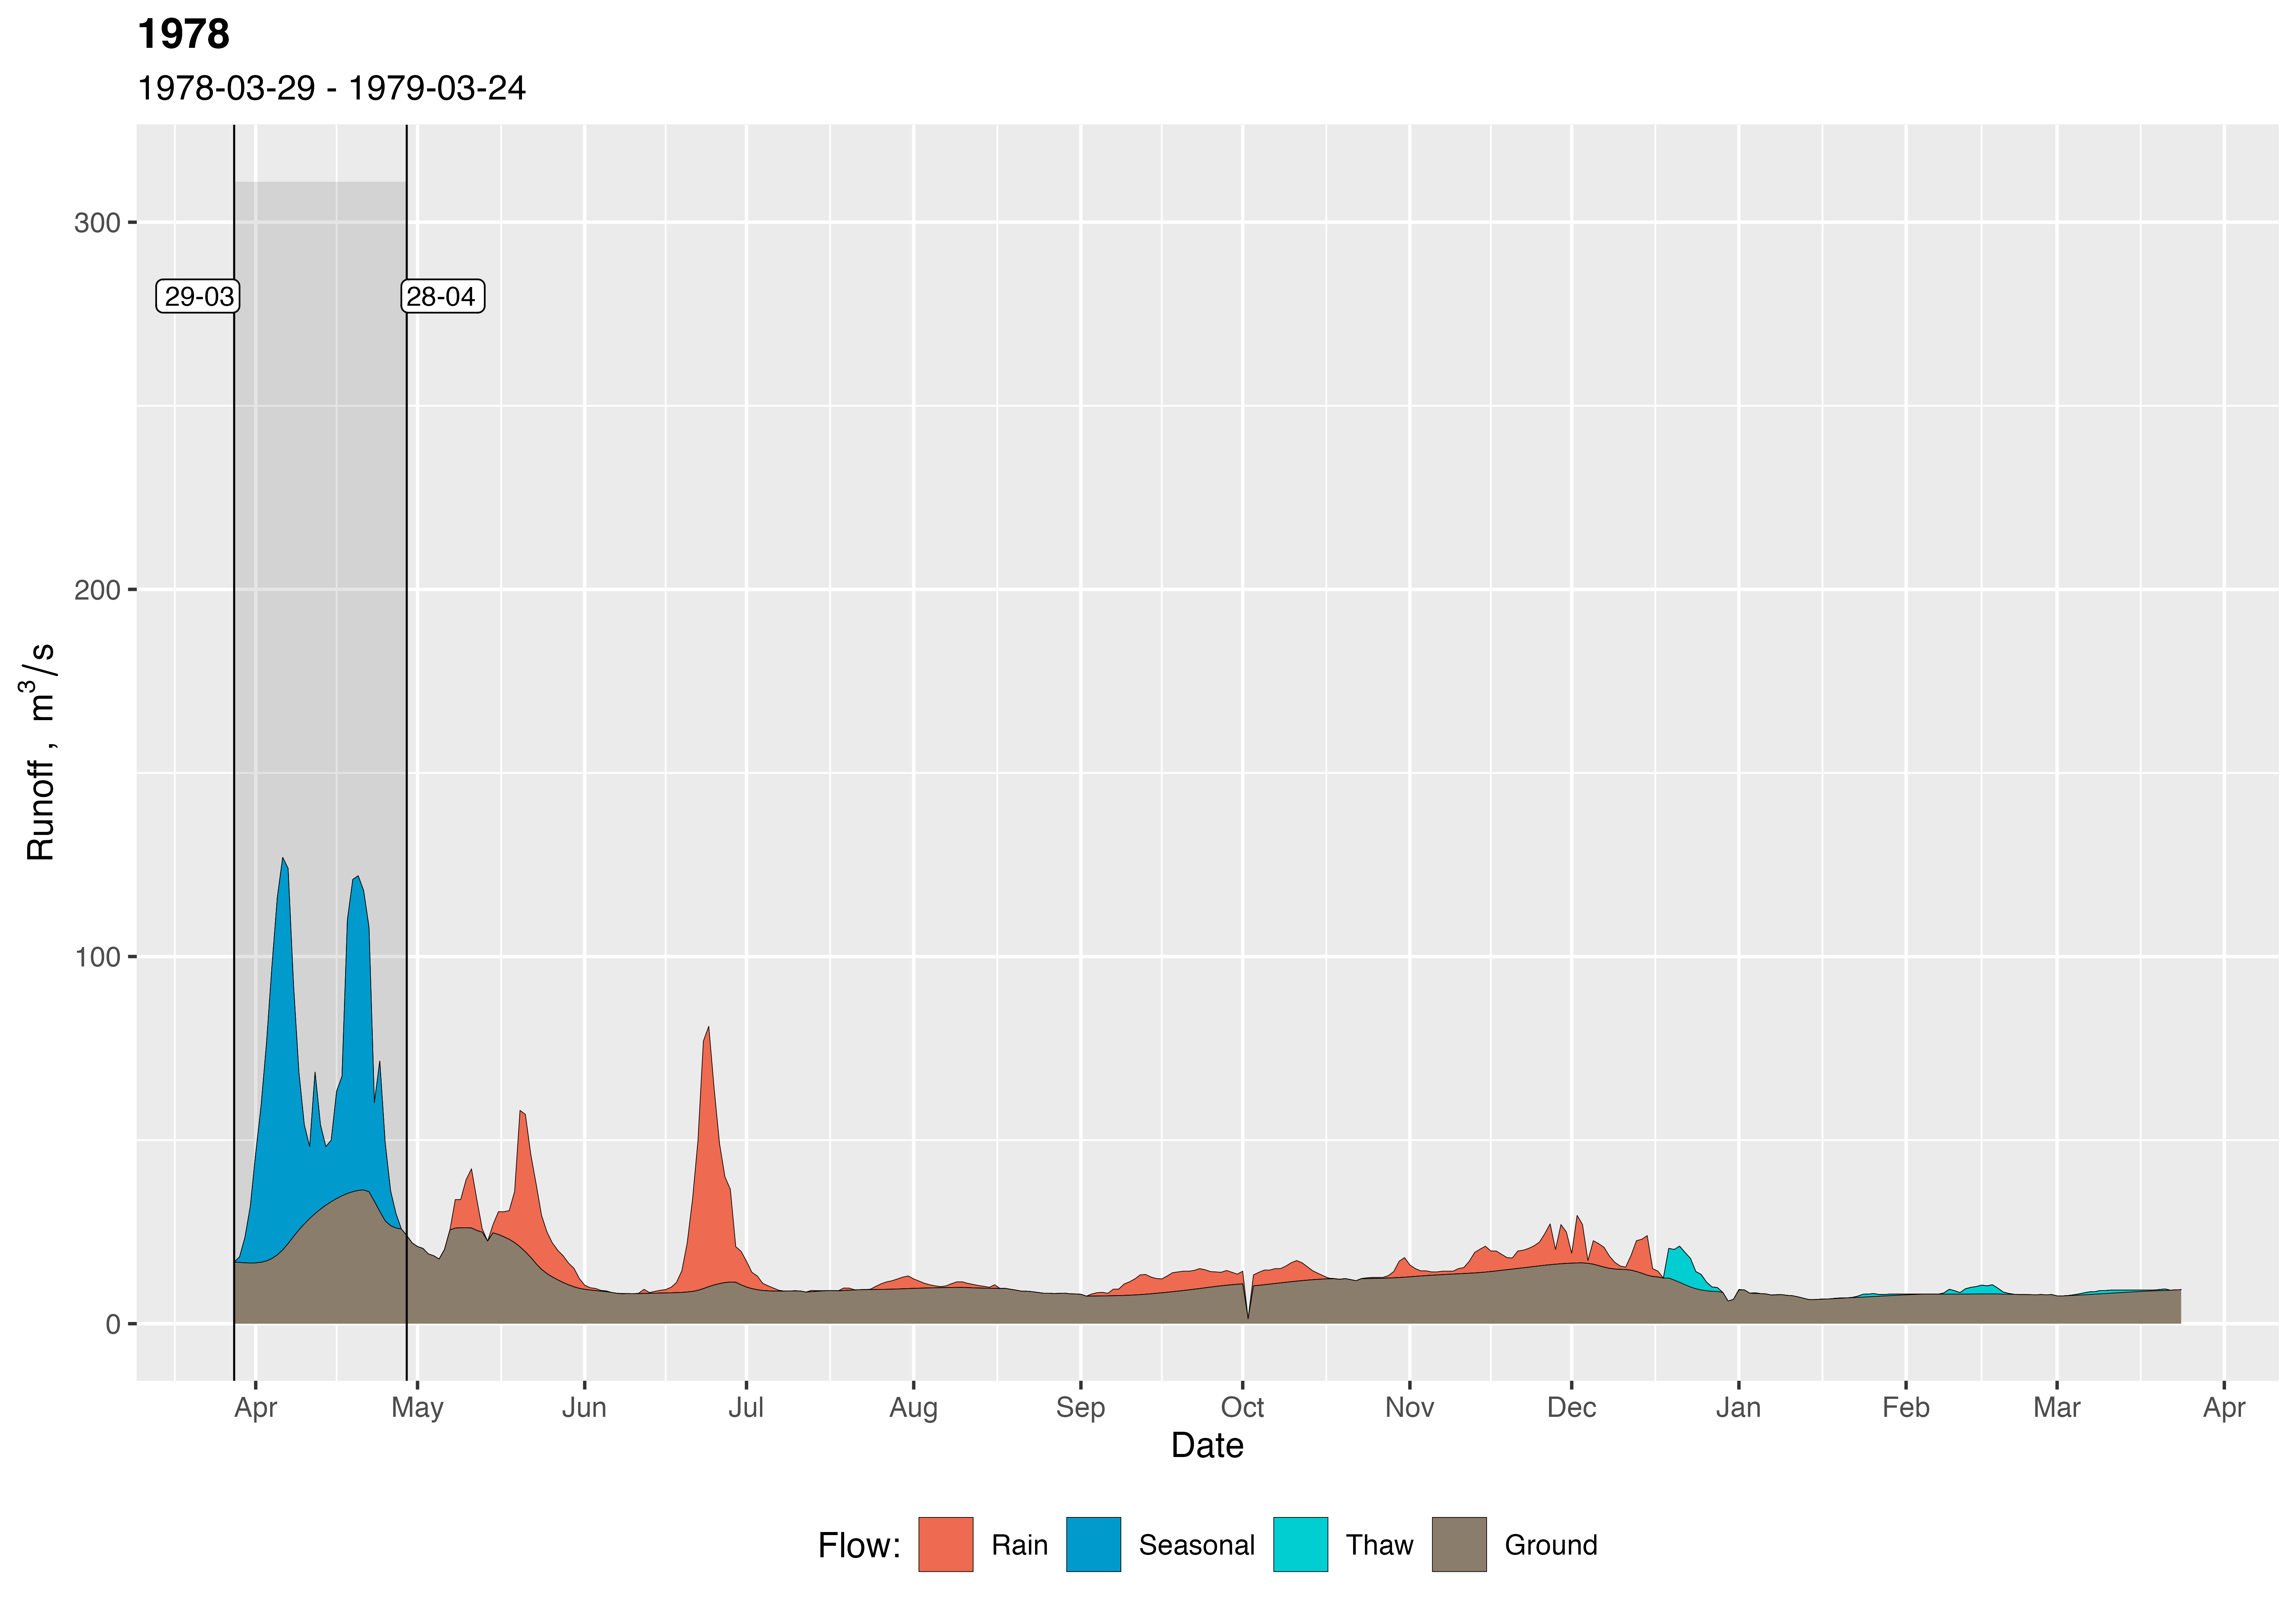 1978
1978-03-29 - 1979-03-24
300
200
100
0
29-03
28-04
Runoff , m³/s
Apr May Jun Jul Aug Sep Oct Nov Dec Jan Feb Mar Apr
Date
Flow: Rain Seasonal Thaw Ground